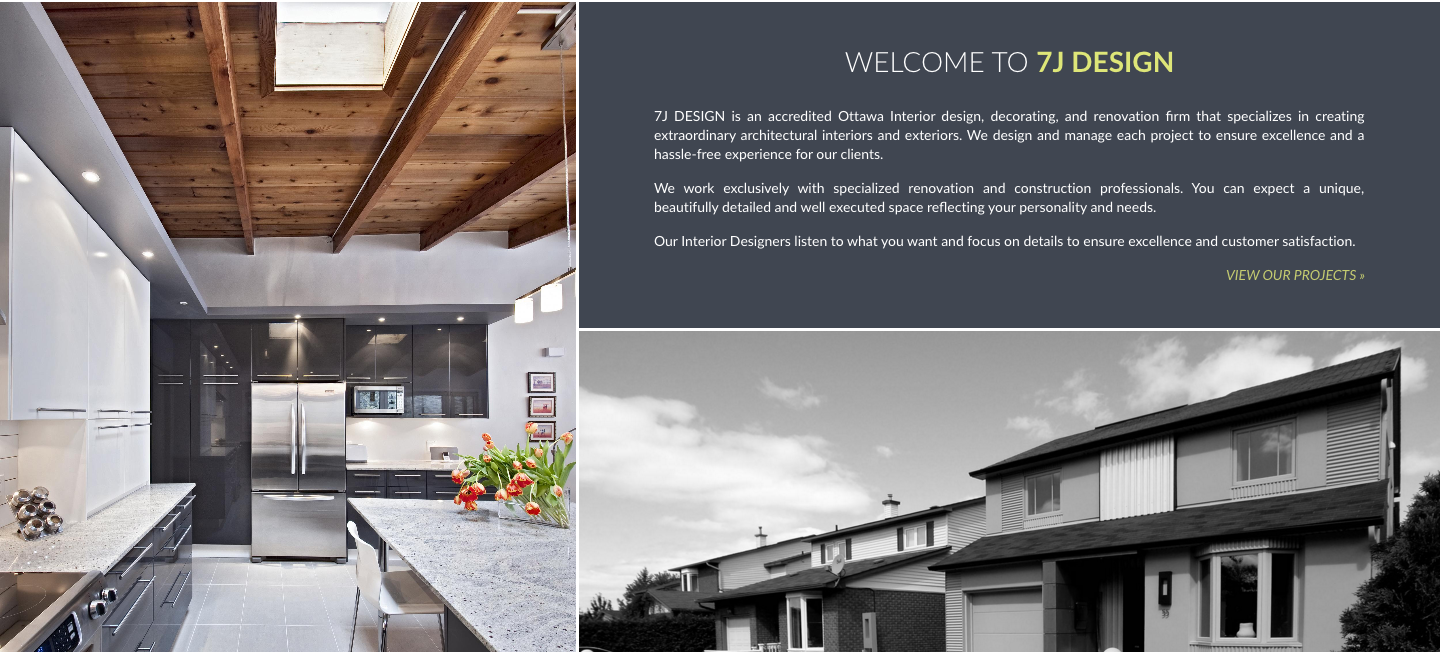 WELCOME TO 7J DESIGN
7J DESIGN is an accredited Ottawa Interior design, decorating, and renovation firm that specializes in creating
extraordinary architectural interiors and exteriors. We design and manage each project to ensure excellence and a
hassle-free experience for our clients.
We work exclusively with specialized renovation and construction professionals. You can expect a unique,
beautifully detailed and well executed space reflecting your personality and needs.
Our Interior Designers listen to what you want and focus on details to ensure excellence and customer satisfaction.
VIEW OUR PROJECTS »